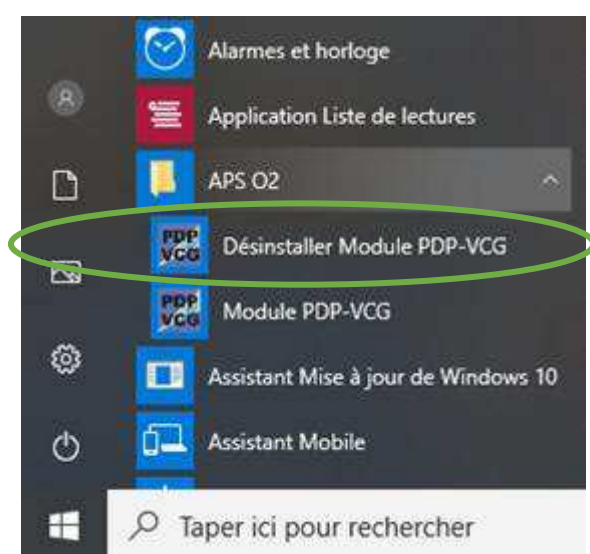 Alarmes et horloge
Application Liste de lectures
APS O2
PDP
VCG
Désinstaller Module PDP-VCG
PDP
VCG
Module PDP-VCG
Assistant Mise à jour de Windows 10
Assistant Mobile
Taper ici pour rechercher